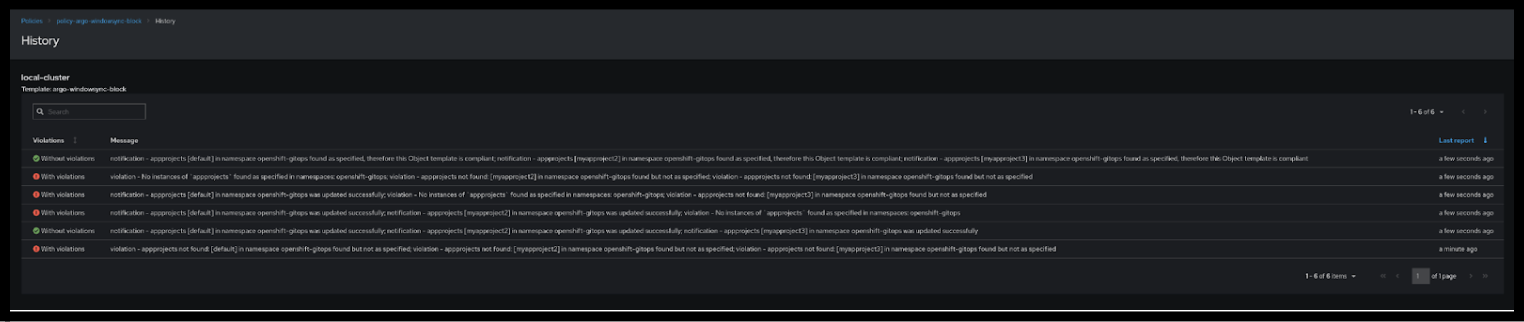 Policies > policy-argo-windowsync-block > History
History
local-cluster
Template: argo-windowsync-block
Search
1 - 6 of 6
Violations Message Last report
Without violations notification - appprojects [default] in namespace openshift-gitops found as specified, therefore this Object template is compliant; notification - appprojects [myapproject2] in namespace openshift-gitops found as specified, therefore this Object template is compliant; notification - appprojects [myapproject3] in namespace openshift-gitops found as specified, therefore this Object template is compliant a few seconds ago
With violations violation - No instances of `appprojects` found as specified in namespaces: openshift-gitops; violation - appprojects not found: [myapproject2] in namespace openshift-gitops found but not as specified; violation - appprojects not found: [myapproject3] in namespace openshift-gitops found but not as specified a few seconds ago
With violations notification - appprojects [default] in namespace openshift-gitops was updated successfully; violation - No instances of `appprojects` found as specified in namespaces: openshift-gitops; violation - appprojects not found: [myapproject3] in namespace openshift-gitops found but not as specified a few seconds ago
With violations notification - appprojects [default] in namespace openshift-gitops was updated successfully; notification - appprojects [myapproject2] in namespace openshift-gitops was updated successfully; violation - No instances of `appprojects` found as specified in namespaces: openshift-gitops a few seconds ago
Without violations notification - appprojects [default] in namespace openshift-gitops was updated successfully; notification - appprojects [myapproject3] in namespace openshift-gitops was updated successfully a few seconds ago
With violations violation - appprojects not found: [default] in namespace openshift-gitops found but not as specified; violation - appprojects not found: [myapproject2] in namespace openshift-gitops found but not as specified; violation - appprojects not found: [myapproject3] in namespace openshift-gitops found but not as specified a minute ago
1 - 6 of 6 items 1 of 1 page